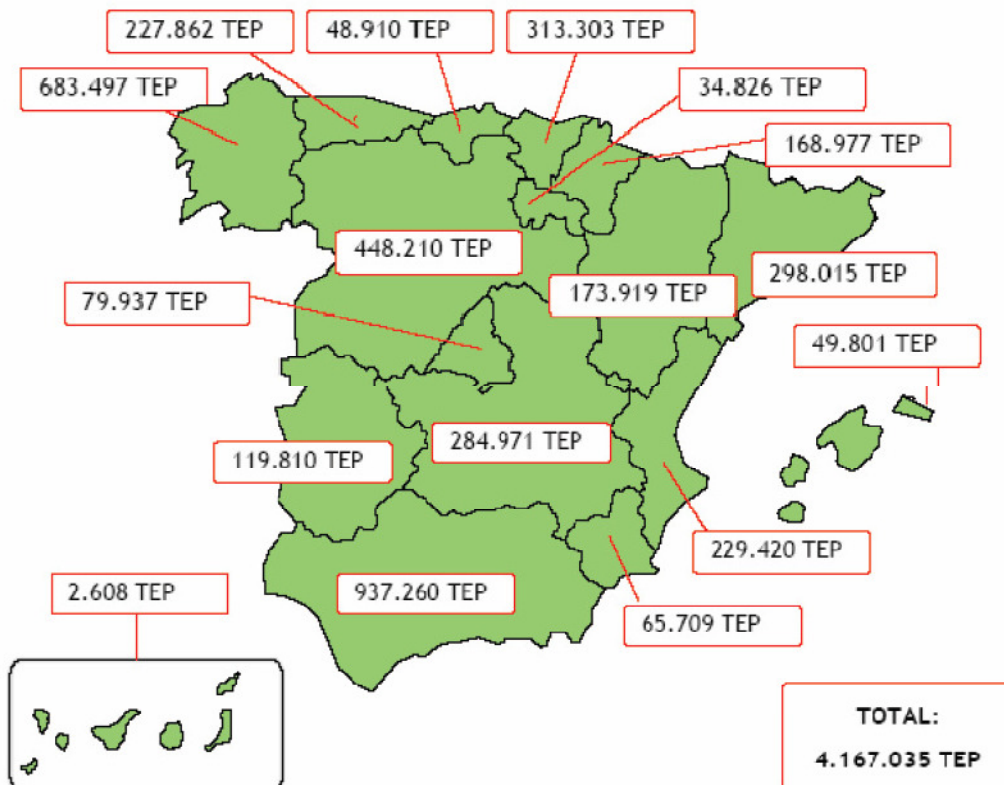 227.862 TEP
48.910 TEP
313.303 TEP
683.497 TEP
34.826 TEP
168.977 TEP
448.210 TEP
298.015 TEP
79.937 TEP
173.919 TEP
49.801 TEP
284.971 TEP
119.810 TEP
229.420 TEP
2.608 TEP
937.260 TEP
65.709 TEP
TOTAL:
4.167.035 TEP